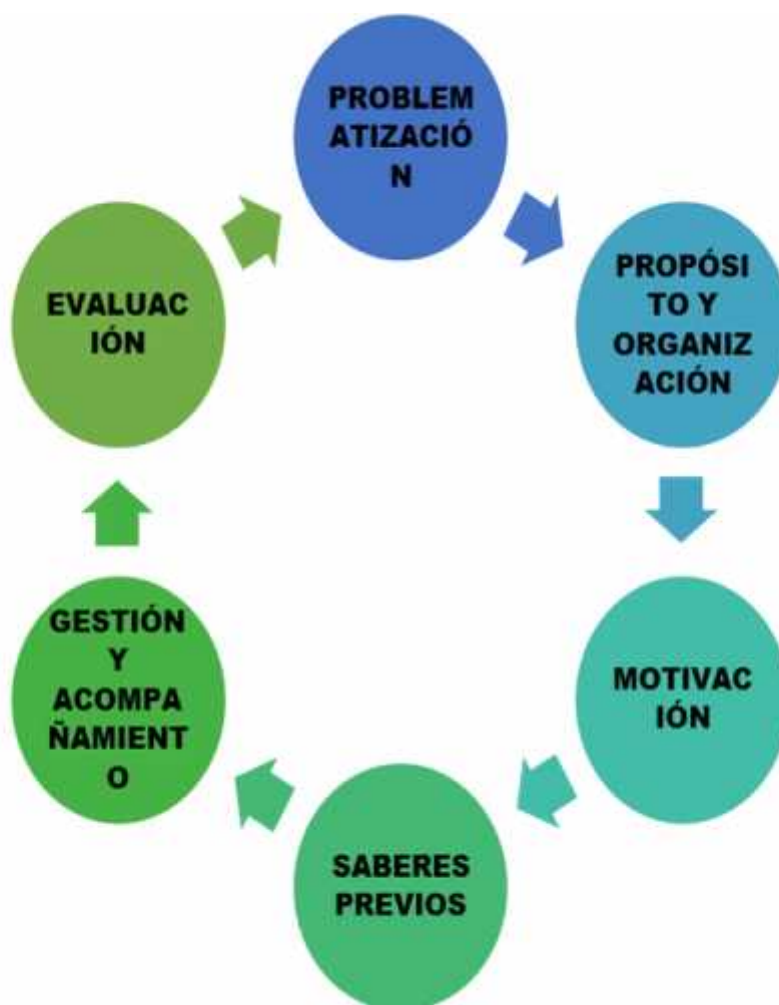 PROBLEM
ATIZACIÓ
N
PROPÓSI
TO Y
ORGANIZ
ACIÓN
MOTIVAC
IÓN
SABERES
PREVIOS
GESTIÓN
Y
ACOMPA
ÑAMIENT
O
EVALUAC
IÓN